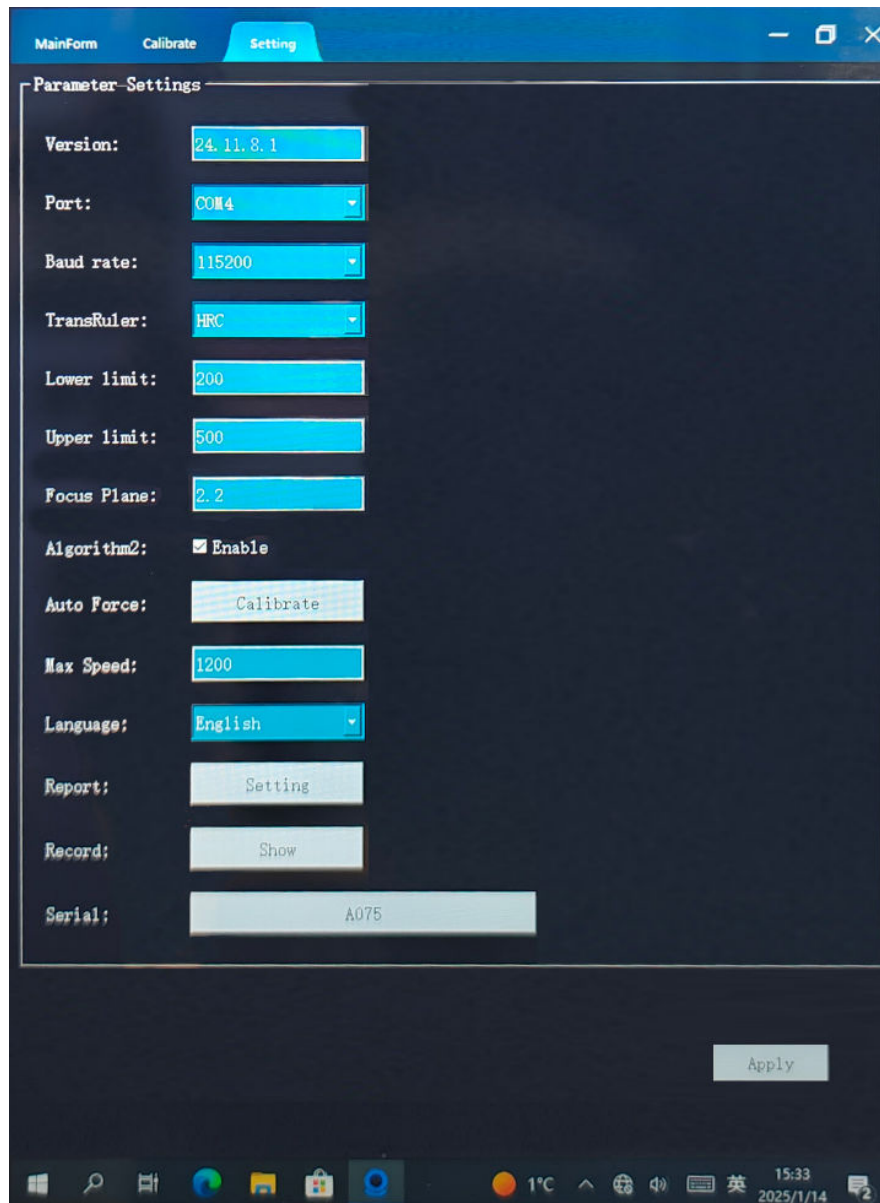 MainForm Calibrate Setting
Parameter Settings
Version: 24.11.8.1
Port: COM4
Baud rate: 115200
TransRuler: HRC
Lower limit: 200
Upper limit: 500
Focus Plane: 2.2
Algorithm2: Enable
Auto Force: Calibrate
Max Speed: 1200
Language: English
Report: Setting
Record: Show
Serial: A075
Apply
1°C 英 15:33
2025/1/14 2